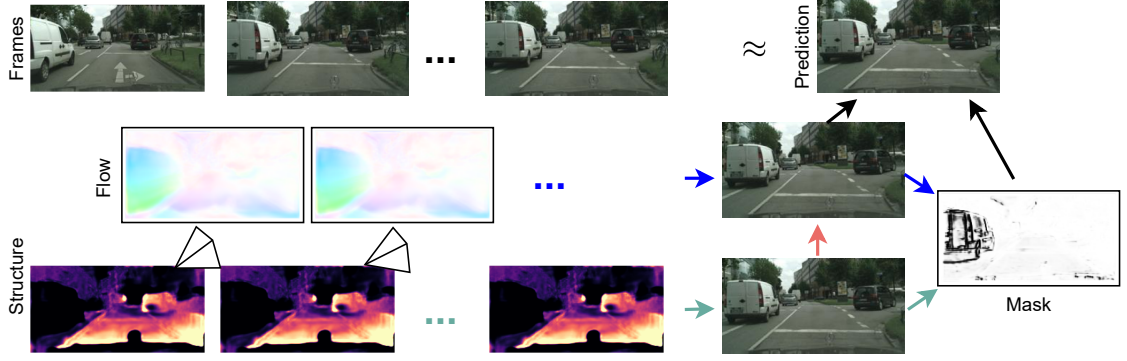 Frames
...
≈
Prediction
Flow
...
Structure
...
Mask